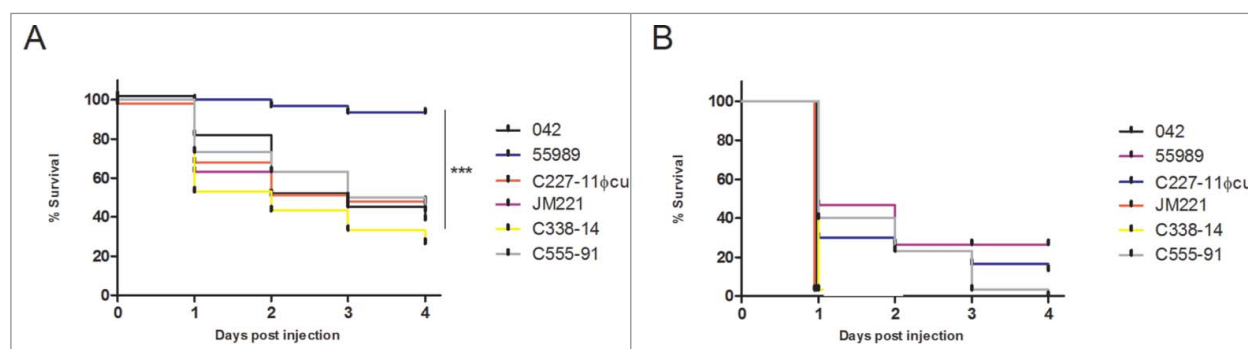 A
% Survival
100
80
60
40
20
0
0 1 2 3 4
Days post injection
***
042
55989
C227-11ϕcu
JM221
C338-14
C555-91
B
% Survival
100
80
60
40
20
0
0 1 2 3 4
Days post injection
042
55989
C227-11ϕcu
JM221
C338-14
C555-91